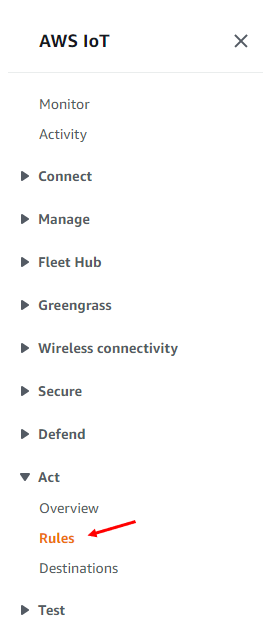 AWS IoT
Monitor
Activity
Connect
Manage
Fleet Hub
Greengrass
Wireless connectivity
Secure
Defend
Act
Overview
Rules
Destinations
Test